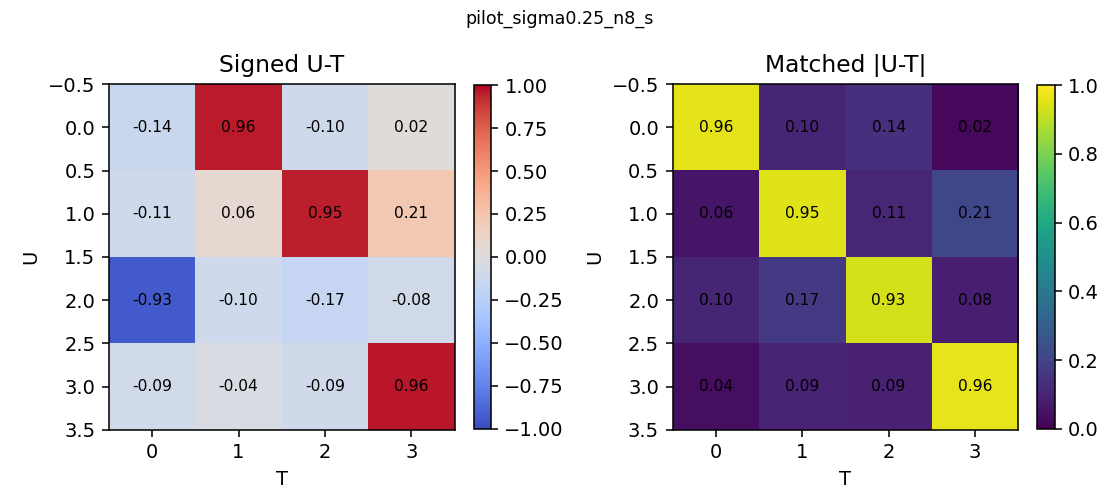 pilot_sigma0.25_n8_s
Signed U-T
−0.5
0.0
0.5
1.0
1.5
2.0
2.5
3.0
3.5
U
-0.14 0.96 -0.10 0.02
-0.11 0.06 0.95 0.21
-0.93 -0.10 -0.17 -0.08
-0.09 -0.04 -0.09 0.96
0 1 2 3
T
1.00
0.75
0.50
0.25
0.00
−0.25
−0.50
−0.75
−1.00
Matched |U-T|
−0.5
0.0
0.5
1.0
1.5
2.0
2.5
3.0
3.5
U
0.96 0.10 0.14 0.02
0.06 0.95 0.11 0.21
0.10 0.17 0.93 0.08
0.04 0.09 0.09 0.96
0 1 2 3
T
1.0
0.8
0.6
0.4
0.2
0.0